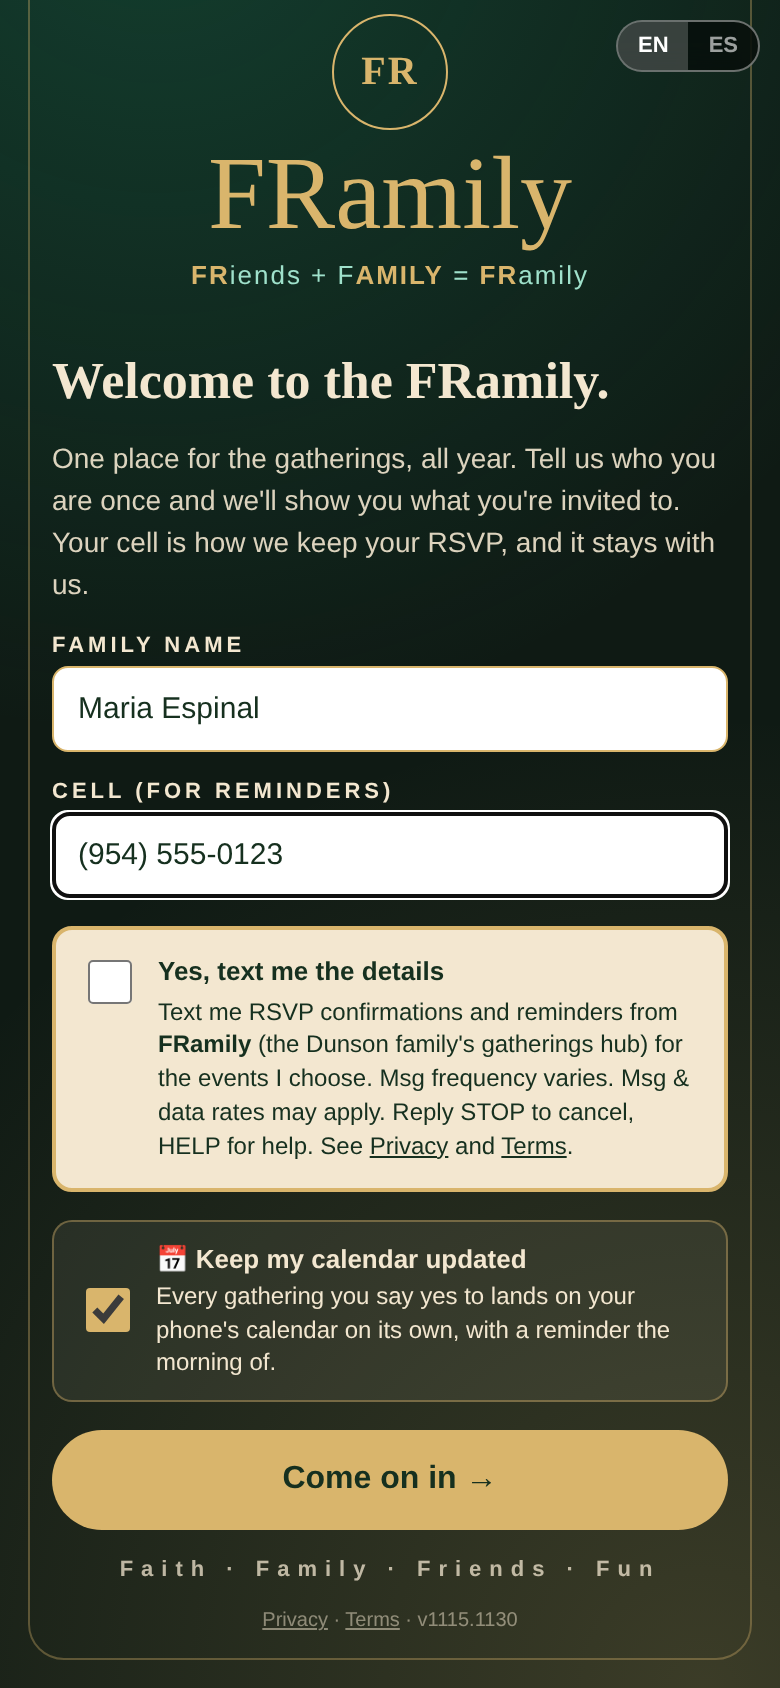 FR
EN ES
FRamily
FRiends + FAMILY = FRamily
Welcome to the FRamily.
One place for the gatherings, all year. Tell us who you
are once and we'll show you what you're invited to.
Your cell is how we keep your RSVP, and it stays with
us.
FAMILY NAME
Maria Espinal
CELL (FOR REMINDERS)
(954) 555-0123
Yes, text me the details
Text me RSVP confirmations and reminders from
FRamily (the Dunson family's gatherings hub) for
the events I choose. Msg frequency varies. Msg &
data rates may apply. Reply STOP to cancel,
HELP for help. See Privacy and Terms.
📅 Keep my calendar updated
Every gathering you say yes to lands on your
phone's calendar on its own, with a reminder the
morning of.
Come on in →
Faith · Family · Friends · Fun
Privacy · Terms · v1115.1130